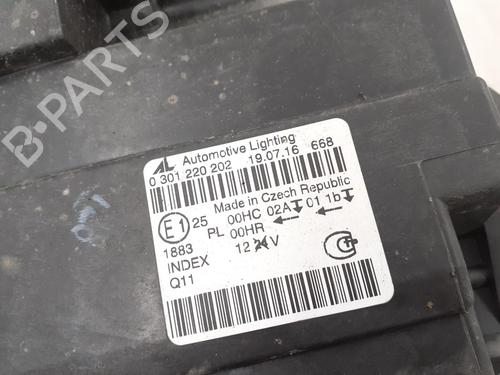 B-PARTS
AL Automotive Lighting
0 301 220 202 19.07.16 668
Made in Czech Republic
E1 25 00HC 02A 01 1b
PL 00HR
1883 12 24 V
INDEX
Q11